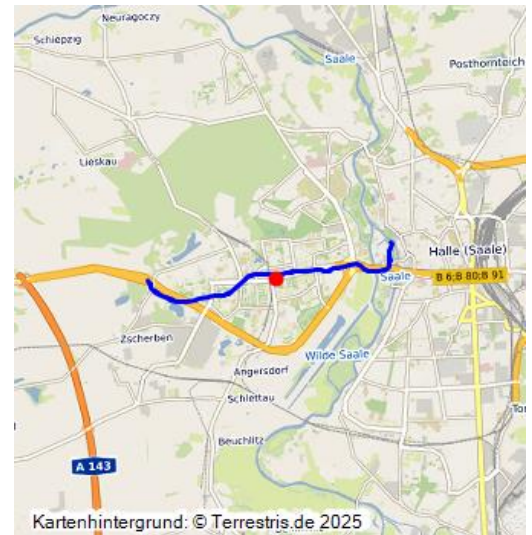 Neuragoczy
Schiepzig
Saale
Posthornteich
Lieskau
Halle (Saale)
B 6;B 80;B 91
Saale
Zscherben
Wilde Saale
Angersdorf
Schlettau
Beuchlitz
A 143
Kartenhintergrund: © Terrestris.de 2025